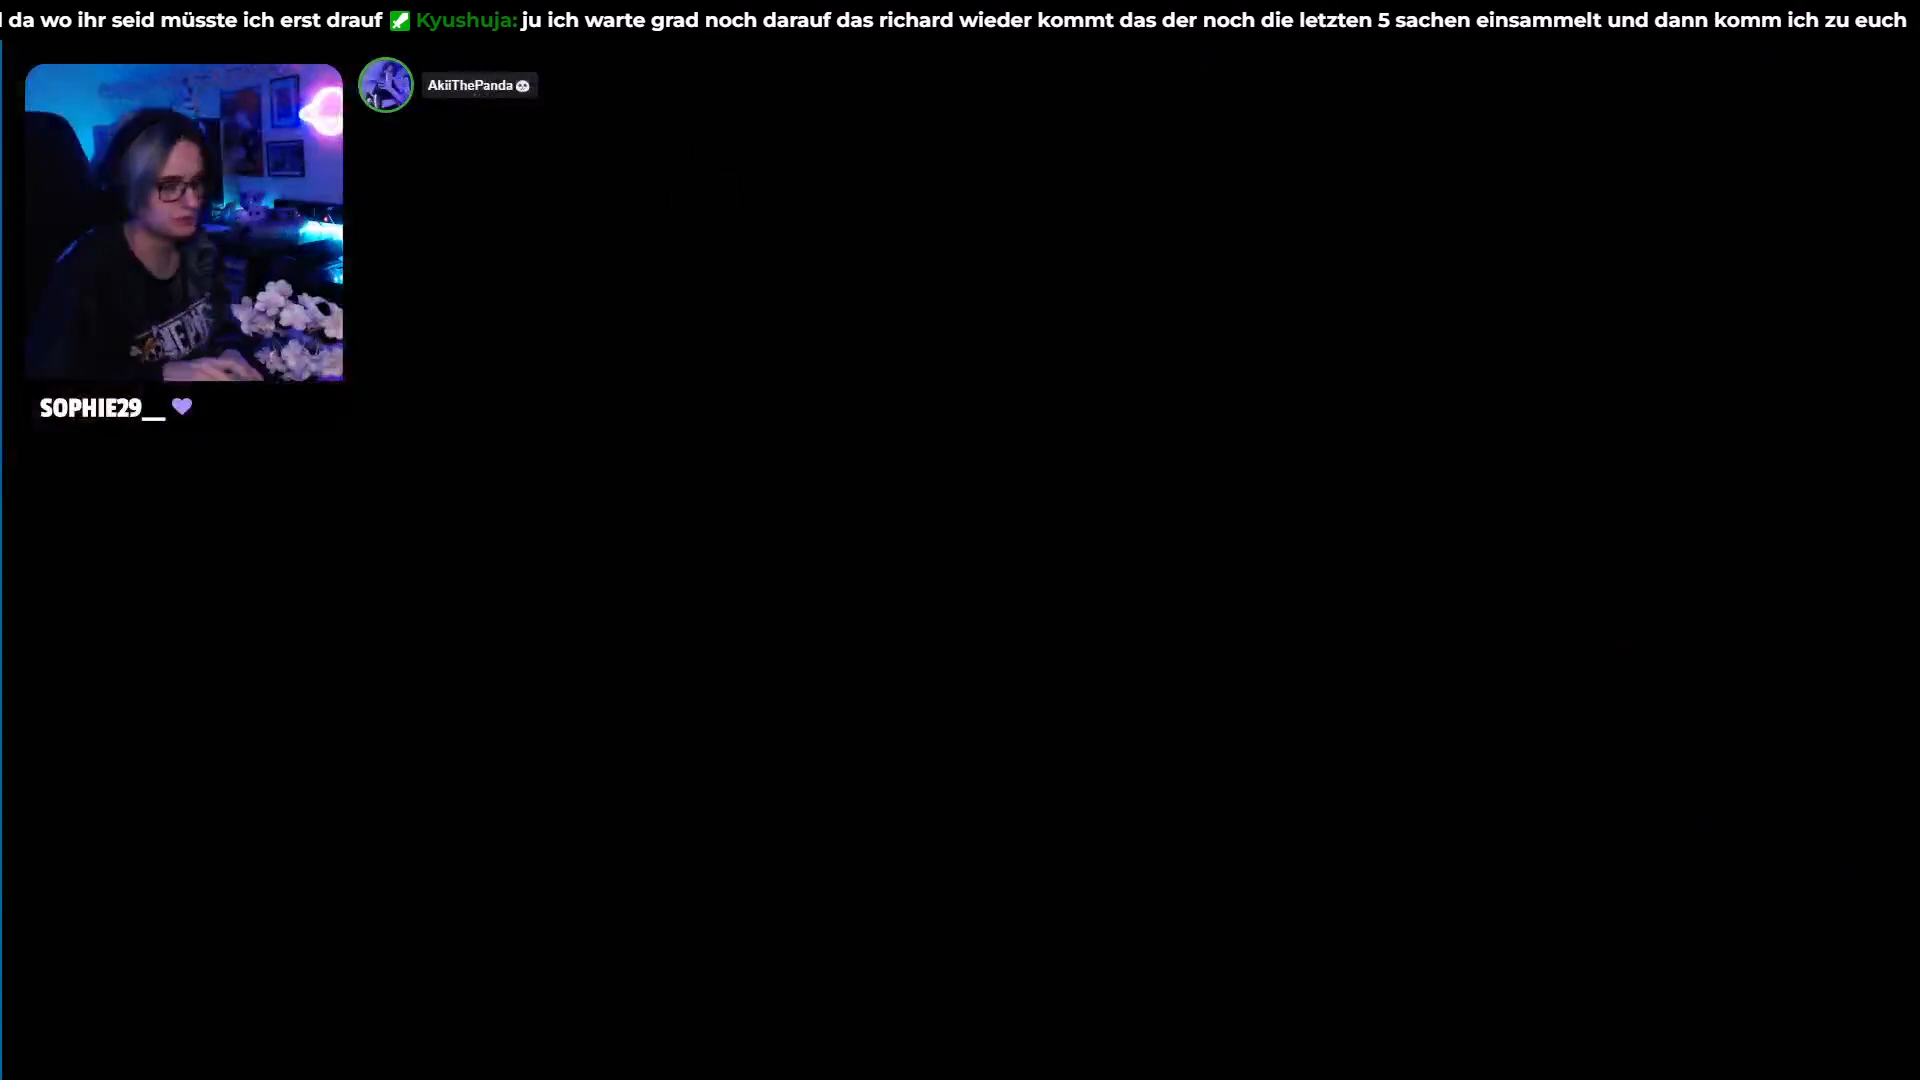 da wo ihr seid müsste ich erst drauf Kyushuja: ju ich warte grad noch darauf das richard wieder kommt das der noch die letzten 5 sachen einsammelt und dann komm ich zu euch
AkiiThePanda
SOPHIE29__